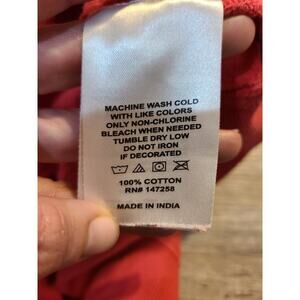 MACHINE WASH COLD
WITH LIKE COLORS
ONLY NON-CHLORINE
BLEACH WHEN NEEDED
TUMBLE DRY LOW
DO NOT IRON
IF DECORATED
100% COTTON
RN# 147258
MADE IN INDIA